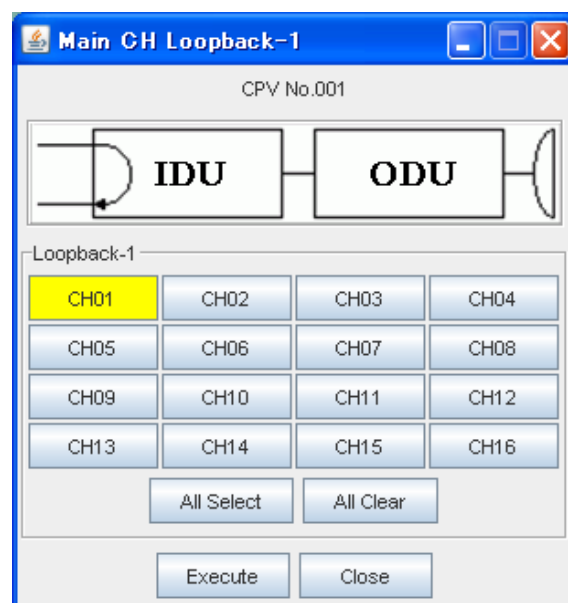 Main CH Loopback-1
CPV No.001
IDU ODU
Loopback-1
CH01 CH02 CH03 CH04
CH05 CH06 CH07 CH08
CH09 CH10 CH11 CH12
CH13 CH14 CH15 CH16
All Select All Clear
Execute Close